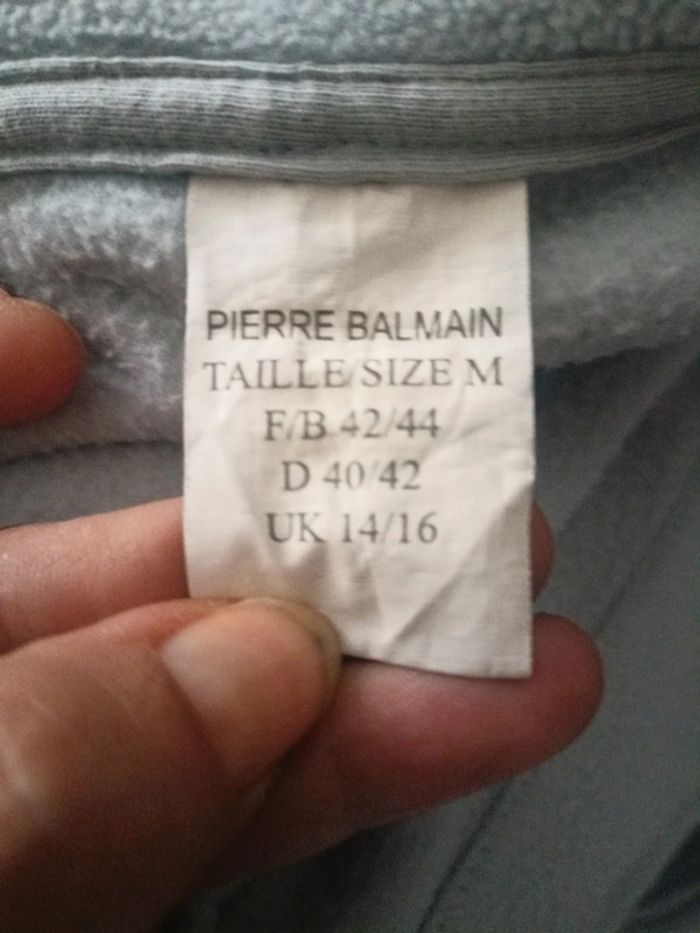 PIERRE BALMAIN
TAILLE/SIZE M
F/B 42/44
D 40/42
UK 14/16